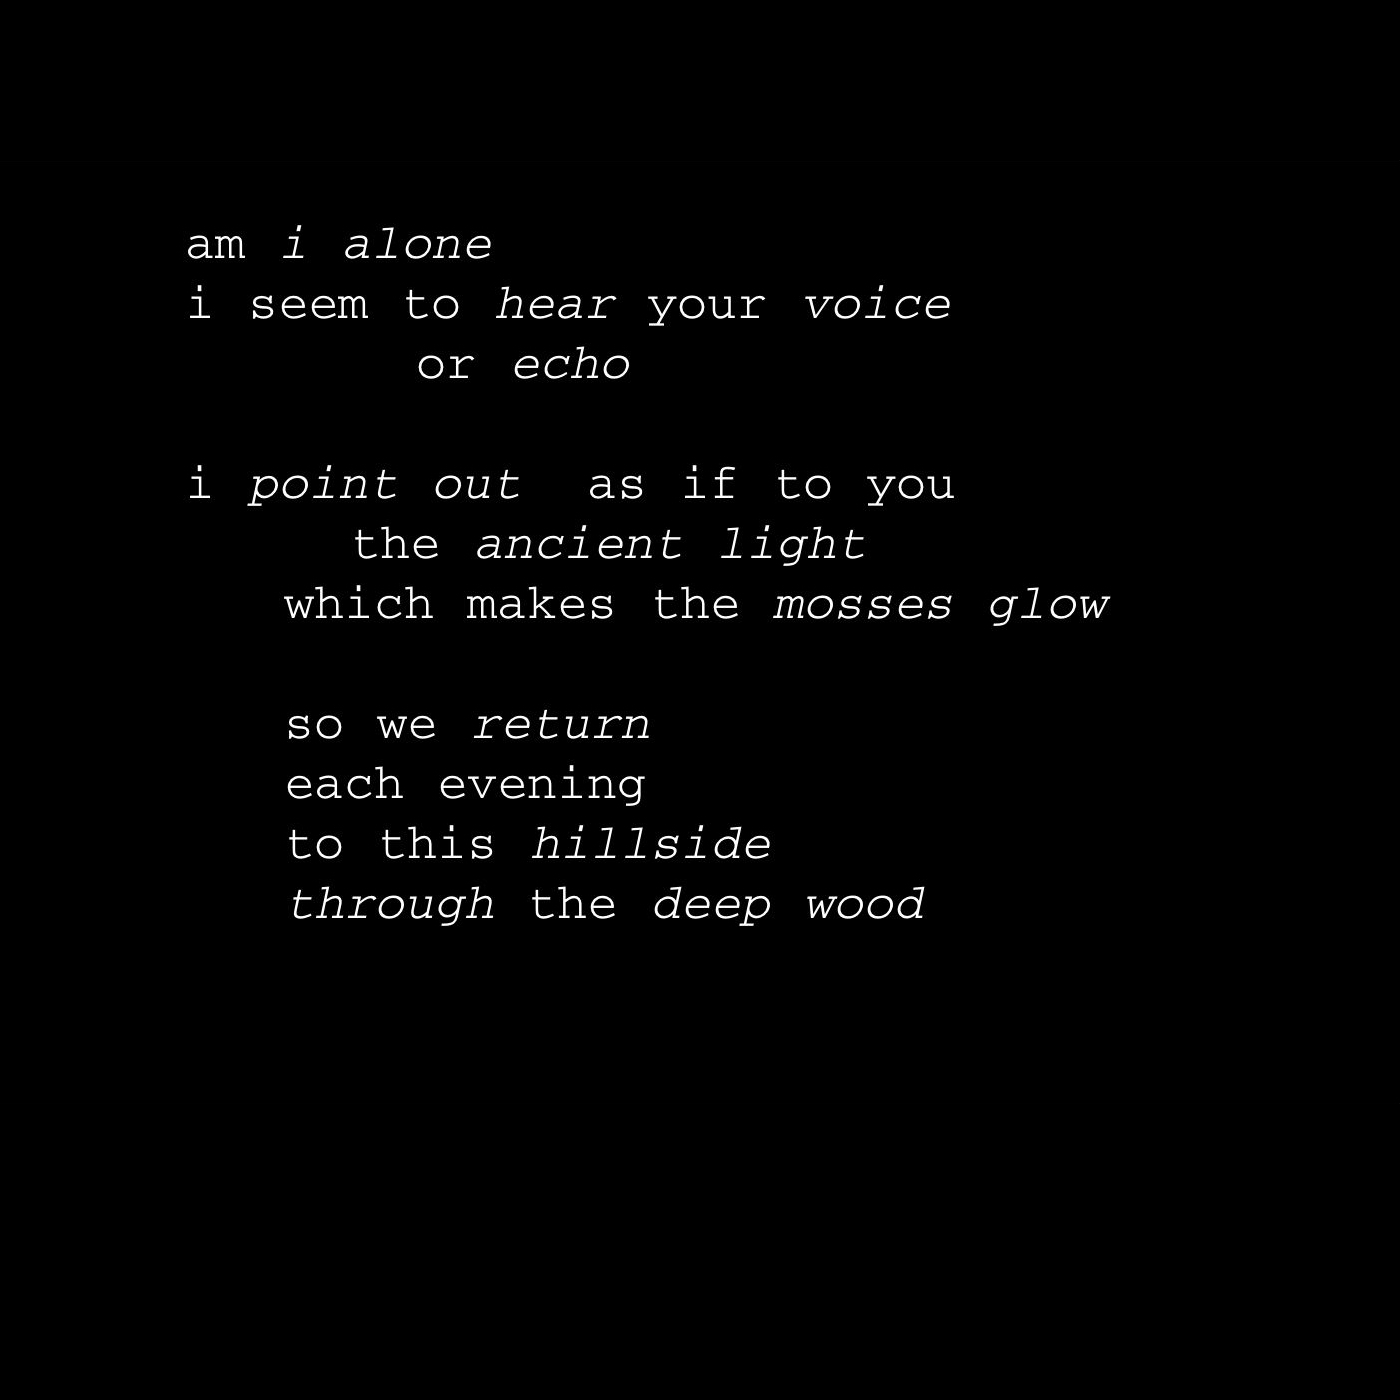 am i alone
i seem to hear your voice
or echo
i point out as if to you
the ancient light
which makes the mosses glow
so we return
each evening
to this hillside
through the deep wood